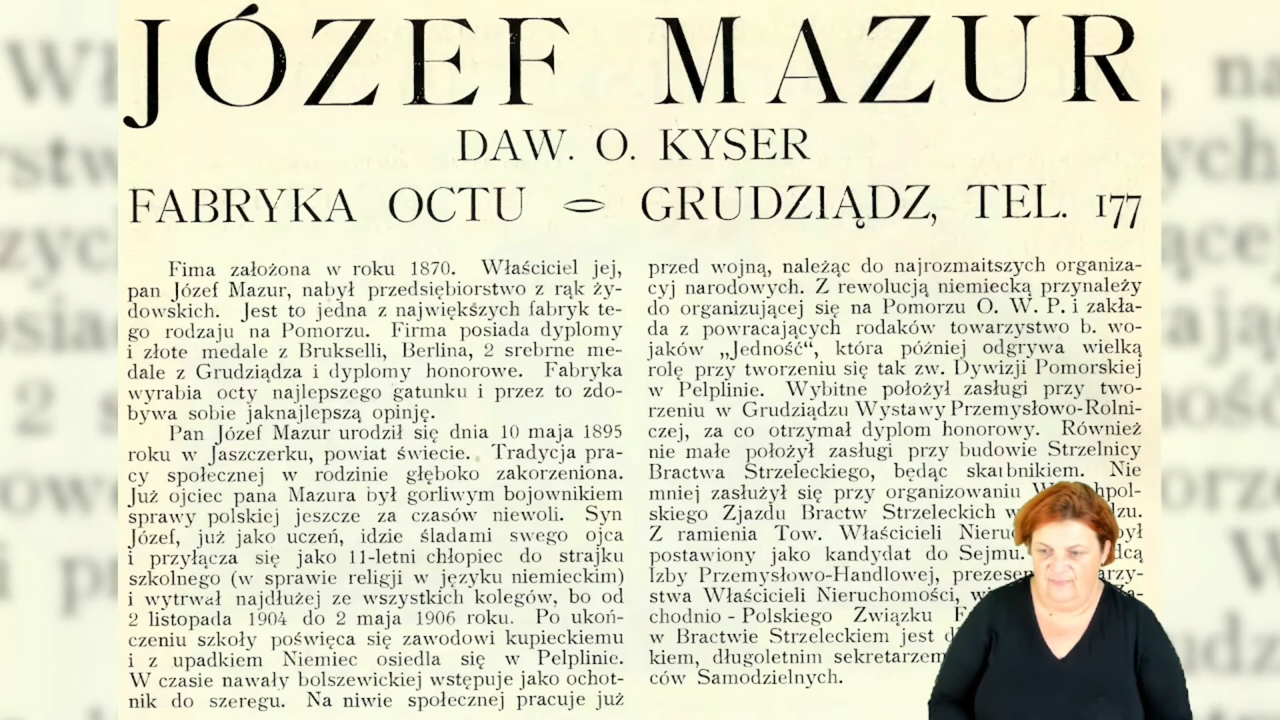 JÓZEF MAZUR
DAW. O. KYSER
FABRYKA OCTU GRUDZIĄDZ, TEL. 177
Fima założona w roku 1870. Właściciel jej,
pan Józef Mazur, nabył przedsiębiorstwo z rąk ży-
dowskich. Jest to jedna z największych fabryk te-
go rodzaju na Pomorzu. Firma posiada dyplomy
i złote medale z Brukselli, Berlina, 2 srebrne me-
dale z Grudziądza i dyplomy honorowe. Fabryka
wyrabia octy najlepszego gatunku i przez to zdo-
bywa sobie jaknajlepszą opinję.
Pan Józef Mazur urodził się dnia 10 maja 1895
roku w Jaszczerku, powiat świecie. Tradycja pra-
cy społecznej w rodzinie głęboko zakorzeniona.
Już ojciec pana Mazura był gorliwym bojownikiem
sprawy polskiej jeszcze za czasów niewoli. Syn
Józef, już jako uczeń, idzie śladami swego ojca
i przyłącza się jako 11-letni chłopiec do strajku
szkolnego (w sprawie religji w języku niemieckim)
i wytrwał najdłużej ze wszystkich kolegów, bo od
2 listopada 1904 do 2 maja 1906 roku. Po ukoń-
czeniu szkoły poświęca się zawodowi kupieckiemu
i z upadkiem Niemiec osiedla się w Pelplinie.
W czasie nawały bolszewickiej wstępuje jako ochot-
nik do szeregu. Na niwie społecznej pracuje już
przed wojną, należąc do najrozmaitszych organiza-
cyj narodowych. Z rewolucją niemiecką przynależy
do organizującej się na Pomorzu O. W. P. i zakła-
da z powracających rodaków towarzystwo b. wo-
jaków „Jedność“, która później odgrywa wielką
rolę przy tworzeniu się tak zw. Dywizji Pomorskiej
w Pelplinie. Wybitne położył zasługi przy two-
rzeniu w Grudziądzu Wystawy Przemysłowo-Rolni-
czej, za co otrzymał dyplom honorowy. Również
nie małe położył zasługi przy budowie Strzelnicy
Bractwa Strzeleckiego, będąc skarbnikiem. Nie
mniej zasłużył się przy organizowaniu
skiego Zjazdu Bractw Strzeleckich w
Z ramienia Tow. Właścicieli
postawiony jako kandydat do Sejmu.
Izby Przemysłowo-Handlowej,
stwa Właścicieli Nieruchomości,
chodnio - Polskiego Związku
w Bractwie Strzeleckiem jest
kiem, długoletnim sekretarzem
ców Samodzielnych.